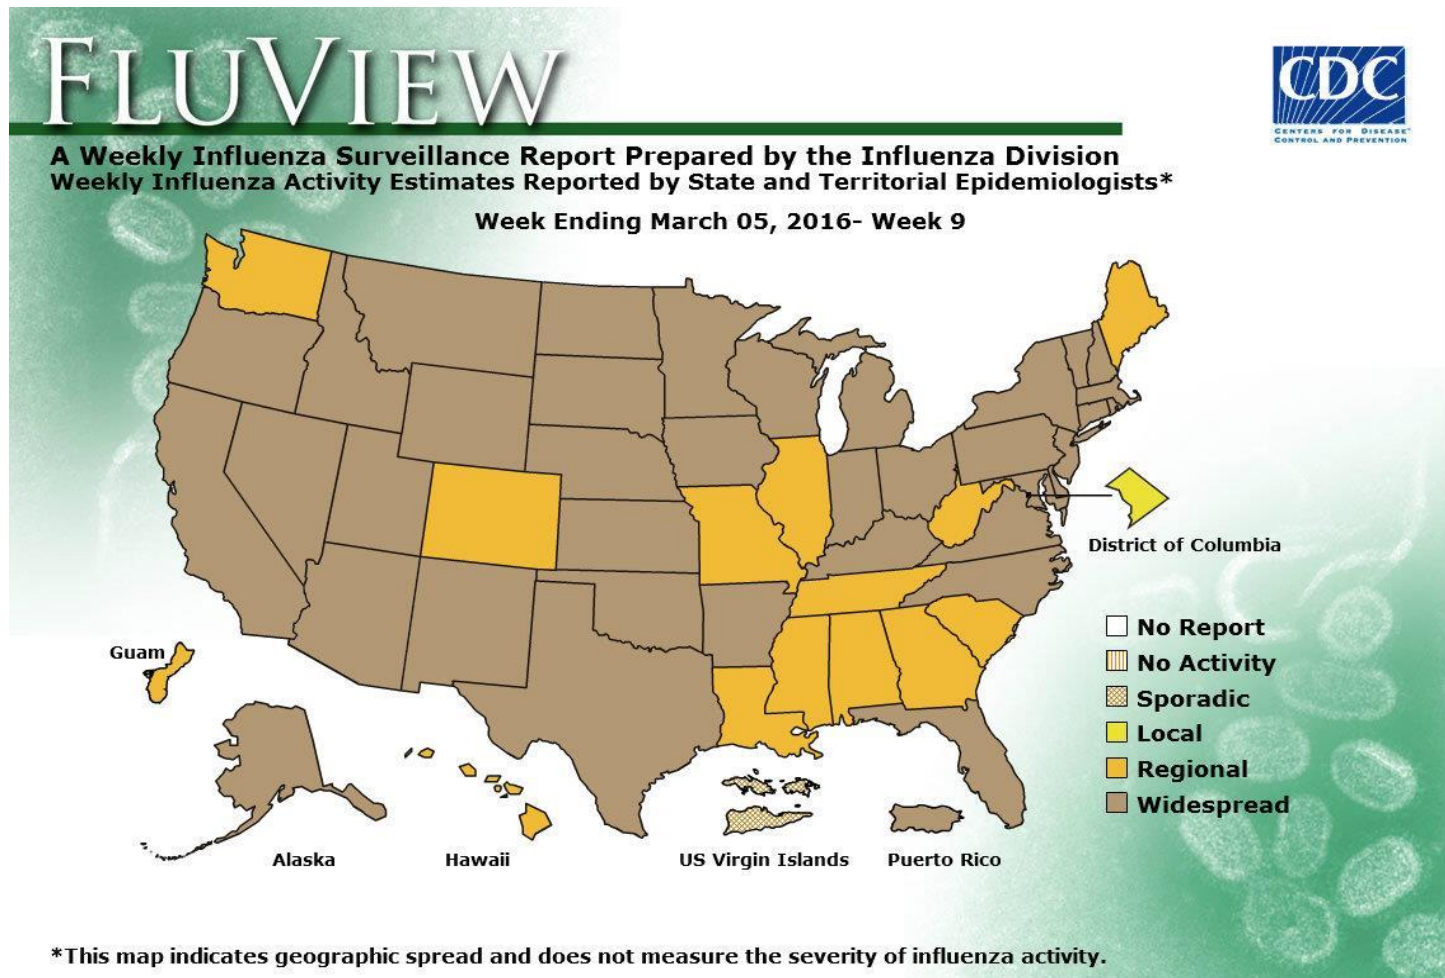 FLUVIEW
CDC
CENTERS FOR DISEASE
CONTROL AND PREVENTION
A Weekly Influenza Surveillance Report Prepared by the Influenza Division
Weekly Influenza Activity Estimates Reported by State and Territorial Epidemiologists*
Week Ending March 05, 2016- Week 9
District of Columbia
No Report
No Activity
Sporadic
Local
Regional
Widespread
Guam
Alaska
Hawaii
US Virgin Islands
Puerto Rico
*This map indicates geographic spread and does not measure the severity of influenza activity.